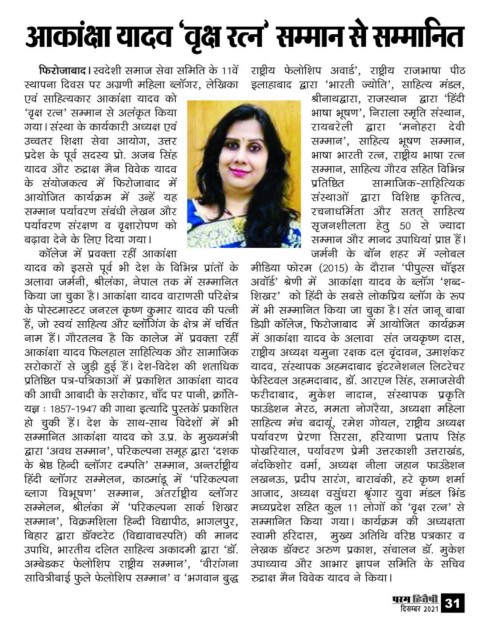 आकांक्षा यादव 'वृक्ष रत्न' सम्मान से सम्मानित
फिरोजाबाद। स्वदेशी समाज सेवा समिति के 11वें
स्थापना दिवस पर अग्रणी महिला ब्लॉगर, लेखिका
एवं साहित्यकार आकांक्षा यादव को
'वृक्ष रत्न' सम्मान से अलंकृत किया
गया। संस्था के कार्यकारी अध्यक्ष एवं
उच्चतर शिक्षा सेवा आयोग, उत्तर
प्रदेश के पूर्व सदस्य प्रो. अजब सिंह
यादव और रुद्राक्ष मैन विवेक यादव
के संयोजकत्व में फिरोजाबाद में
आयोजित कार्यक्रम में उन्हें यह
सम्मान पर्यावरण संबंधी लेखन और
पर्यावरण संरक्षण व वृक्षारोपण को
बढ़ावा देने के लिए दिया गया।
कॉलेज में प्रवक्ता रहीं आकांक्षा
यादव को इससे पूर्व भी देश के विभिन्न प्रांतों के
अलावा जर्मनी, श्रीलंका, नेपाल तक में सम्मानित
किया जा चुका है। आकांक्षा यादव वाराणसी परिक्षेत्र
के पोस्टमास्टर जनरल कृष्ण कुमार यादव की पत्नी
हैं, जो स्वयं साहित्य और ब्लॉगिंग के क्षेत्र में चर्चित
नाम हैं। गौरतलब है कि कालेज में प्रवक्ता रहीं
आकांक्षा यादव फिलहाल साहित्यिक और सामाजिक
सरोकारों से जुड़ी हुई हैं। देश-विदेश की शताधिक
प्रतिष्ठित पत्र-पत्रिकाओं में प्रकाशित आकांक्षा यादव
की आधी आबादी के सरोकार, चाँद पर पानी, क्रांति-
यज्ञ : 1857-1947 की गाथा इत्यादि पुस्तकें प्रकाशित
हो चुकी हैं। देश के साथ-साथ विदेशों में भी
सम्मानित आकांक्षा यादव को उ.प्र. के मुख्यमंत्री
द्वारा 'अवध सम्मान', परिकल्पना समूह द्वारा 'दशक
के श्रेष्ठ हिन्दी ब्लॉगर दम्पति' सम्मान, अन्तर्राष्ट्रीय
हिंदी ब्लॉगर सम्मेलन, काठमांडू में 'परिकल्पना
ब्लाग विभूषण' सम्मान, अंतर्राष्ट्रीय ब्लॉगर
सम्मेलन, श्रीलंका में 'परिकल्पना सार्क शिखर
सम्मान', विक्रमशिला हिन्दी विद्यापीठ, भागलपुर,
बिहार द्वारा डॉक्टरेट (विद्यावाचस्पति) की मानद
उपाधि, भारतीय दलित साहित्य अकादमी द्वारा 'डॉ.
अम्बेडकर फेलोशिप राष्ट्रीय सम्मान', 'वीरांगना
सावित्रीबाई फुले फेलोशिप सम्मान' व 'भगवान बुद्ध
राष्ट्रीय फेलोशिप अवार्ड', राष्ट्रीय राजभाषा पीठ
इलाहाबाद द्वारा 'भारती ज्योति', साहित्य मंडल,
श्रीनाथद्वारा, राजस्थान द्वारा 'हिंदी
भाषा भूषण', निराला स्मृति संस्थान,
रायबरेली द्वारा 'मनोहरा देवी
सम्मान', साहित्य भूषण सम्मान,
भाषा भारती रत्न, राष्ट्रीय भाषा रत्न
सम्मान, साहित्य गौरव सहित विभिन्न
प्रतिष्ठित सामाजिक-साहित्यिक
संस्थाओं द्वारा विशिष्ट कृतित्व,
रचनाधर्मिता और सतत् साहित्य
सृजनशीलता हेतु 50 से ज्यादा
सम्मान और मानद उपाधियां प्राप्त हैं।
जर्मनी के बॉन शहर में ग्लोबल
मीडिया फोरम (2015) के दौरान 'पीपुल्स चॉइस
अवॉर्ड' श्रेणी में आकांक्षा यादव के ब्लॉग 'शब्द-
शिखर' को हिंदी के सबसे लोकप्रिय ब्लॉग के रूप
में भी सम्मानित किया जा चुका है। संत जानू बाबा
डिग्री कॉलेज, फिरोजाबाद में आयोजित कार्यक्रम
में आकांक्षा यादव के अलावा संत जयकृष्ण दास,
राष्ट्रीय अध्यक्ष यमुना रक्षक दल वृंदावन, उमाशंकर
यादव, संस्थापक अहमदाबाद इंटरनेशनल लिटरेचर
फेस्टिवल अहमदाबाद, डॉ. आरएन सिंह, समाजसेवी
फरीदाबाद, मुकेश नादान, संस्थापक प्रकृति
फाउंडेशन मेरठ, ममता नोगरैया, अध्यक्षा महिला
साहित्य मंच बदायूं, रमेश गोयल, राष्ट्रीय अध्यक्ष
पर्यावरण प्रेरणा सिरसा, हरियाणा प्रताप सिंह
पोखरियाल, पर्यावरण प्रेमी उत्तरकाशी उत्तराखंड,
नंदकिशोर वर्मा, अध्यक्ष नीला जहान फाउंडेशन
लखनऊ, प्रदीप सारंग, बाराबंकी, हरे कृष्ण शर्मा
आजाद, अध्यक्ष वसुंधरा श्रृंगार युवा मंडल भिंड
मध्यप्रदेश सहित कुल 11 लोगों को 'वृक्ष रत्न' से
सम्मानित किया गया। कार्यक्रम की अध्यक्षता
स्वामी हरिदास, मुख्य अतिथि वरिष्ठ पत्रकार व
लेखक डॉक्टर अरुण प्रकाश, संचालन डॉ. मुकेश
उपाध्याय और आभार ज्ञापन समिति के सचिव
रुद्राक्ष मैन विवेक यादव ने किया।
परम हितैषी
दिसम्बर 2021
31